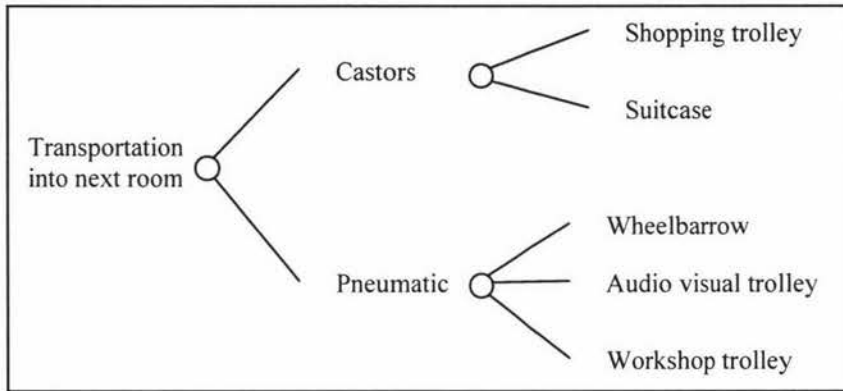 Shopping trolley
Castors
Suitcase
Transportation
into next room
Wheelbarrow
Pneumatic
Audio visual trolley
Workshop trolley